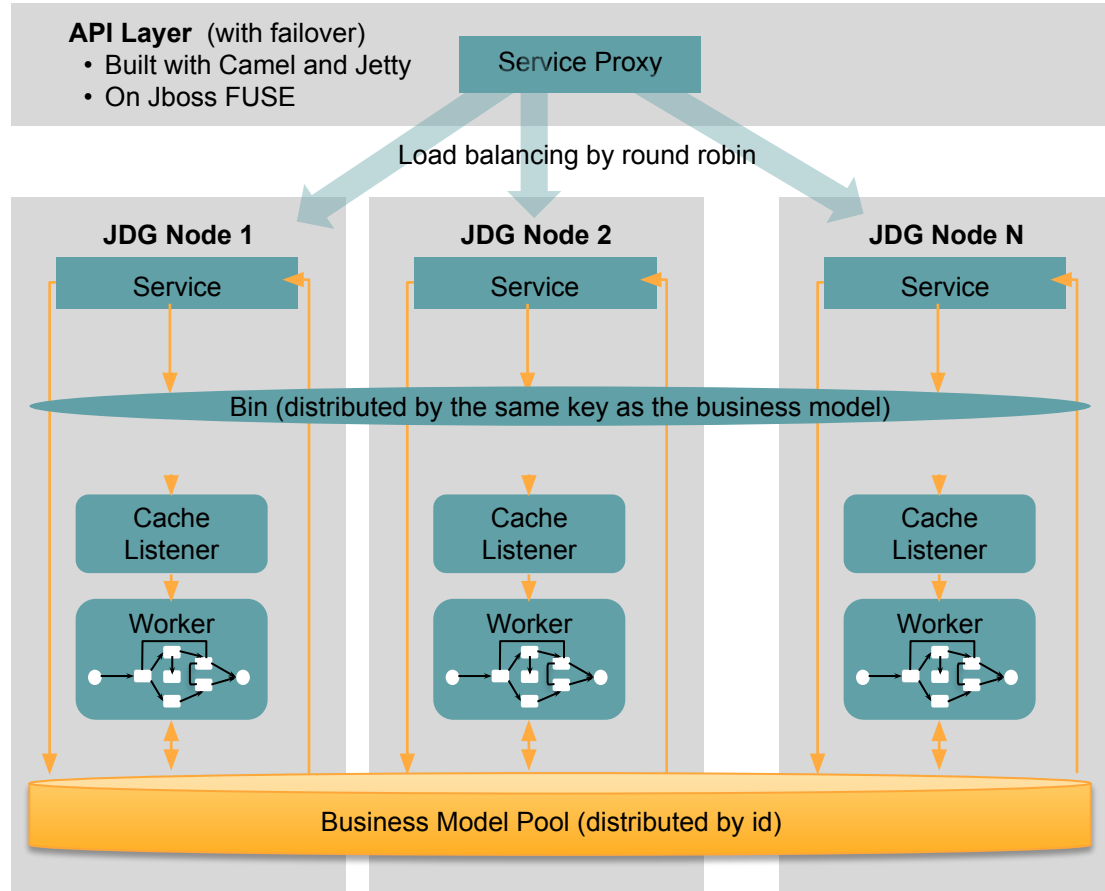 API Layer (with failover)
• Built with Camel and Jetty
• On Jboss FUSE
Service Proxy
Load balancing by round robin
JDG Node 1
JDG Node 2
JDG Node N
Service
Service
Service
Bin (distributed by the same key as the business model)
Cache
Listener
Cache
Listener
Cache
Listener
Worker
Worker
Worker
Business Model Pool (distributed by id)